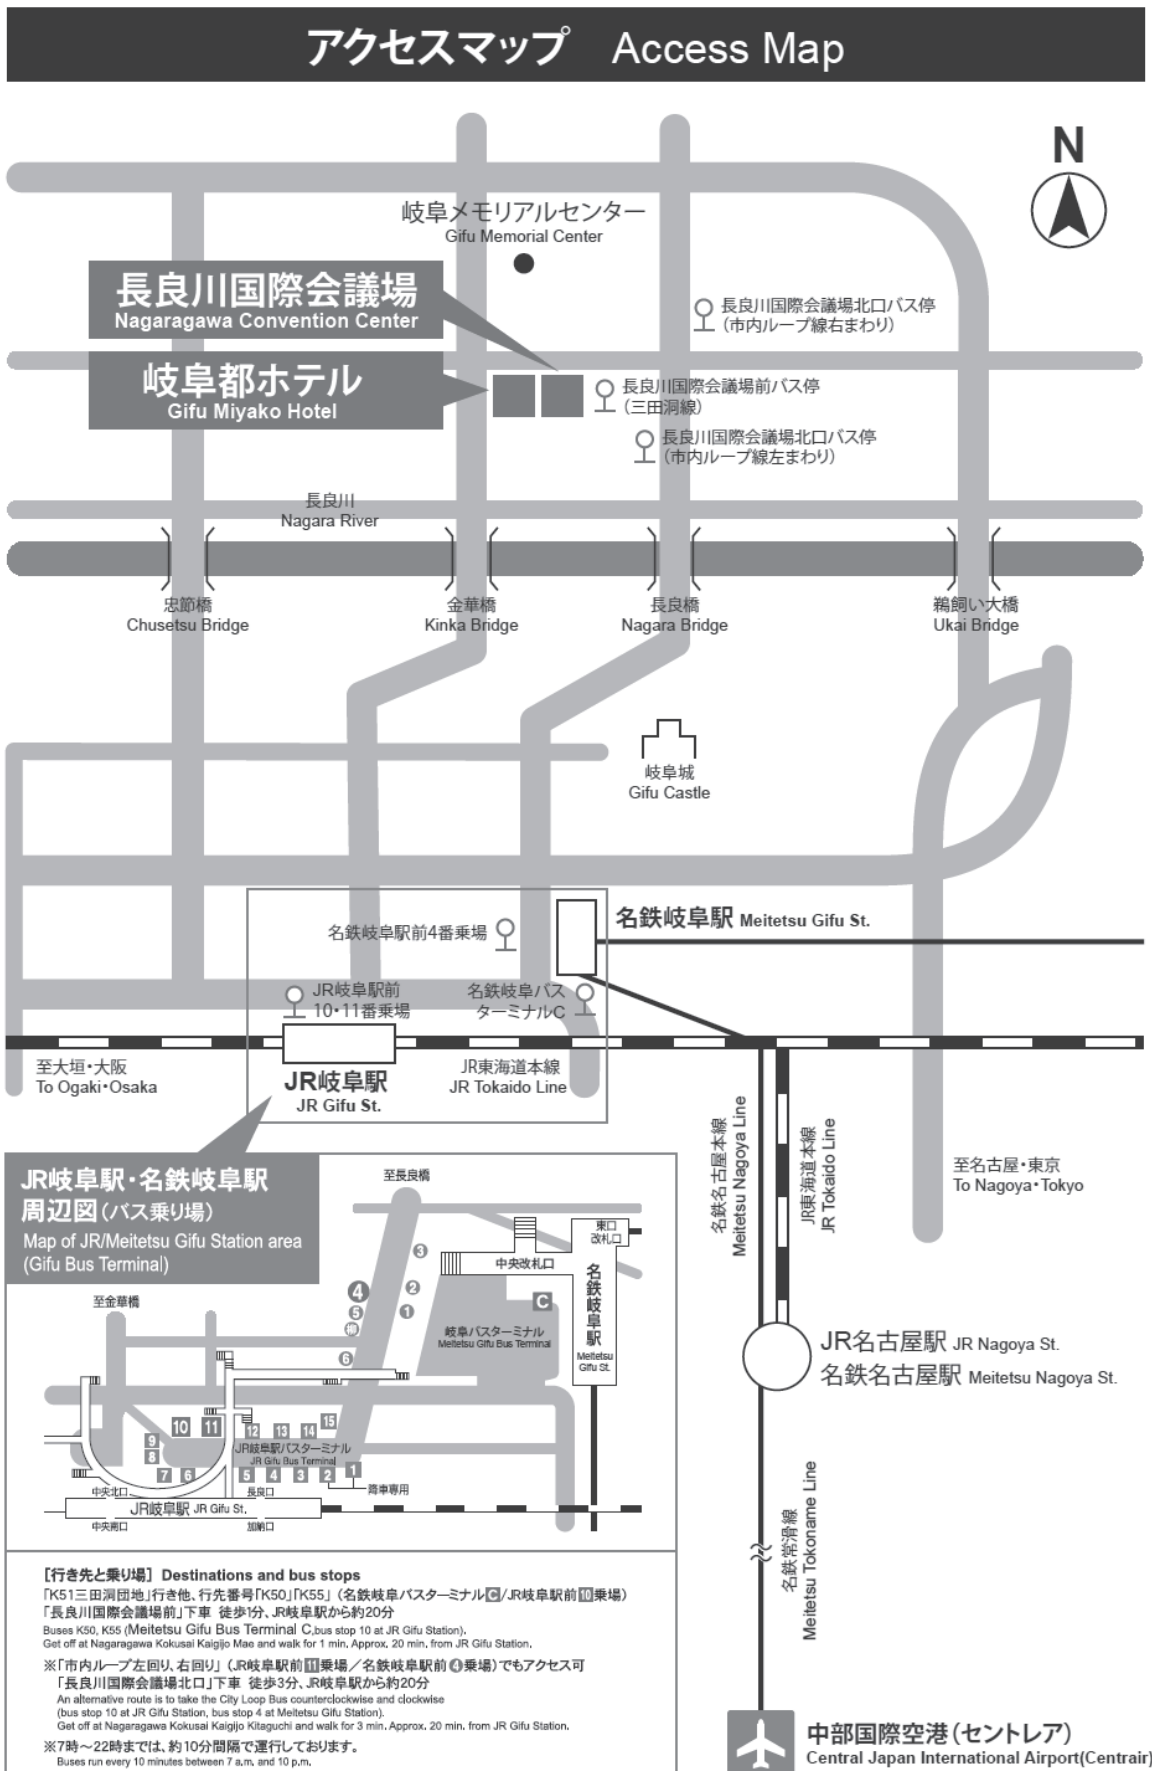 アクセスマップ Access Map
N
岐阜メモリアルセンター
Gifu Memorial Center
長良川国際会議場
Nagaragawa Convention Center
長良川国際会議場北口バス停
(市内ループ線右まわり)
岐阜都ホテル
Gifu Miyako Hotel
長良川国際会議場前バス停
(三田洞線)
長良川国際会議場北口バス停
(市内ループ線左まわり)
長良川
Nagara River
忠節橋
Chusetsu Bridge
金華橋
Kinka Bridge
長良橋
Nagara Bridge
鵜飼い大橋
Ukai Bridge
岐阜城
Gifu Castle
名鉄岐阜駅 Meitetsu Gifu St.
名鉄岐阜駅前4番乗場
JR岐阜駅前
10・11番乗場
名鉄岐阜バス
ターミナルC
至大垣・大阪
To Ogaki・Osaka
JR岐阜駅
JR Gifu St.
JR東海道本線
JR Tokaido Line
名鉄名古屋本線
Meitetsu Nagoya Line
JR東海道本線
JR Tokaido Line
至名古屋・東京
To Nagoya・Tokyo
JR岐阜駅・名鉄岐阜駅
周辺図(バス乗り場)
Map of JR/Meitetsu Gifu Station area
(Gifu Bus Terminal)
至長良橋
東口
改札口
中央改札口
名鉄岐阜駅
Meitetsu
Gifu St.
3
2
1
4
5
6
C
岐阜バスターミナル
Meitetsu Gifu Bus Terminal
至金華橋
10
11
12
13
14
15
9
8
7
6
5
4
3
2
1
JR岐阜駅バスターミナル
JR Gifu Bus Terminal
降車専用
中央北口
長良口
JR岐阜駅 JR Gifu St.
中央南口
加納口
JR名古屋駅 JR Nagoya St.
名鉄名古屋駅 Meitetsu Nagoya St.
名鉄常滑線
Meitetsu Tokoname Line
中部国際空港(セントレア)
Central Japan International Airport(Centrair)
[行き先と乗り場] Destinations and bus stops
「K51三田洞団地」行き他、行先番号「K50」「K55」(名鉄岐阜バスターミナルC/JR岐阜駅前10乗場)
「長良川国際会議場前」下車 徒歩1分、JR岐阜駅から約20分
Buses K50, K55 (Meitetsu Gifu Bus Terminal C,bus stop 10 at JR Gifu Station).
Get off at Nagaragawa Kokusai Kaigijo Mae and walk for 1 min. Approx. 20 min. from JR Gifu Station.
※「市内ループ左回り、右回り」(JR岐阜駅前11乗場/名鉄岐阜駅前4乗場)でもアクセス可
「長良川国際会議場北口」下車 徒歩3分、JR岐阜駅から約20分
An alternative route is to take the City Loop Bus counterclockwise and clockwise
(bus stop 10 at JR Gifu Station, bus stop 4 at Meitetsu Gifu Station).
Get off at Nagaragawa Kokusai Kaigijo Kitaguchi and walk for 3 min. Approx. 20 min. from JR Gifu Station.
※7時〜22時までは、約10分間隔で運行しております。
Buses run every 10 minutes between 7 a.m. and 10 p.m.